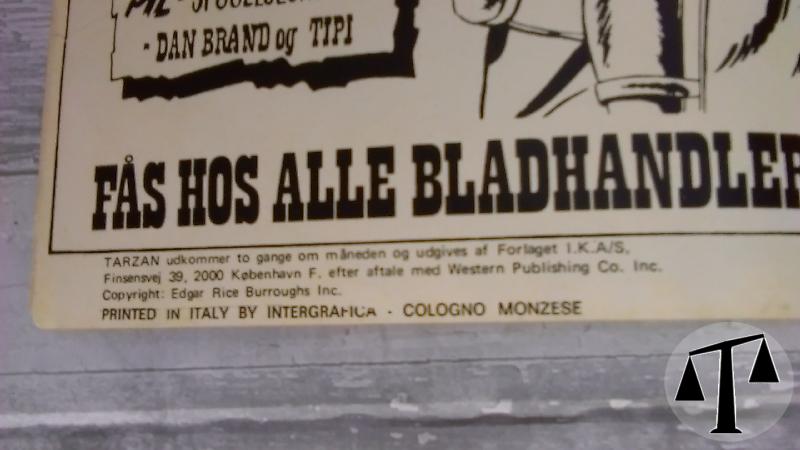 - DAN BRAND og TIPI
FÅS HOS ALLE BLADHANDLER
TARZAN udkommer to gange om måneden og udgives af Forlaget I.K.A/S,
Finsensvej 39, 2000 København F. efter aftale med Western Publishing Co. Inc.
Copyright: Edgar Rice Burroughs Inc.
PRINTED IN ITALY BY INTERGRAFICA - COLOGNO MONZESE